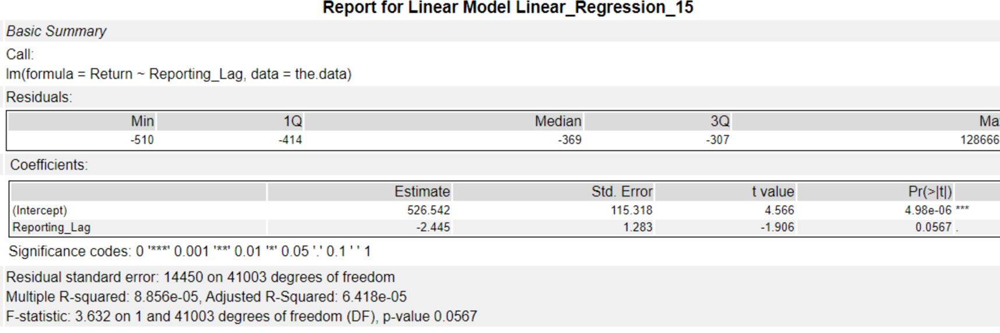 Report for Linear Model Linear_Regression_15
Basic Summary
Call:
lm(formula = Return ~ Reporting_Lag, data = the.data)
Residuals:
Min 1Q Median 3Q Ma
-510 -414 -369 -307 128666
Coefficients:
Estimate Std. Error t value Pr(>|t|)
(Intercept) 526.542 115.318 4.566 4.98e-06 ***
Reporting_Lag -2.445 1.283 -1.906 0.0567 .
Significance codes: 0 '***' 0.001 '**' 0.01 '*' 0.05 '.' 0.1 ' ' 1
Residual standard error: 14450 on 41003 degrees of freedom
Multiple R-squared: 8.856e-05, Adjusted R-Squared: 6.418e-05
F-statistic: 3.632 on 1 and 41003 degrees of freedom (DF), p-value 0.0567